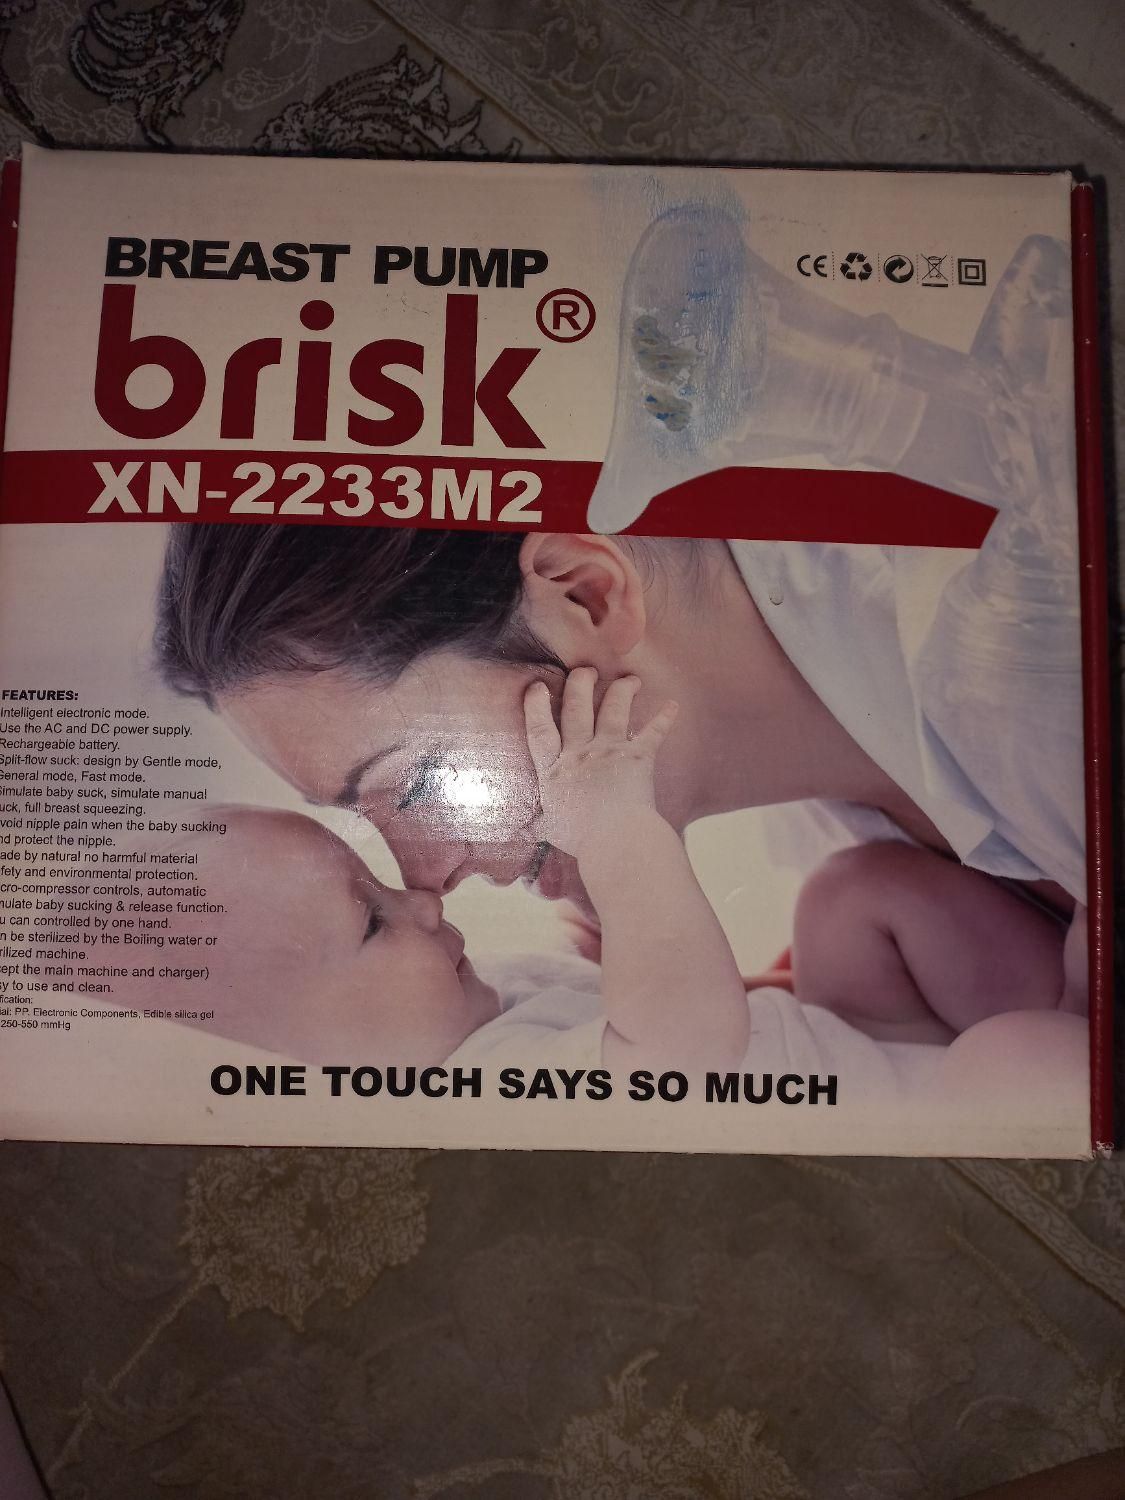 BREAST PUMP
brisk®
XN-2233M2
CE
FEATURES:
Intelligent electronic mode.
Use the AC and DC power supply.
Rechargeable battery.
Split-flow suck: design by Gentle mode,
General mode, Fast mode.
Simulate baby suck, simulate manual
suck, full breast squeezing.
void nipple pain when the baby sucking
nd protect the nipple.
ade by natural no harmful material
fety and environmental protection.
cro-compressor controls, automatic
mulate baby sucking & release function.
u can controlled by one hand.
n be sterilized by the Boiling water or
rilized machine.
ept the main machine and charger)
sy to use and clean.
fication:
ial: PP. Electronic Components, Edible silica gel
250-550 mmHg
ONE TOUCH SAYS SO MUCH